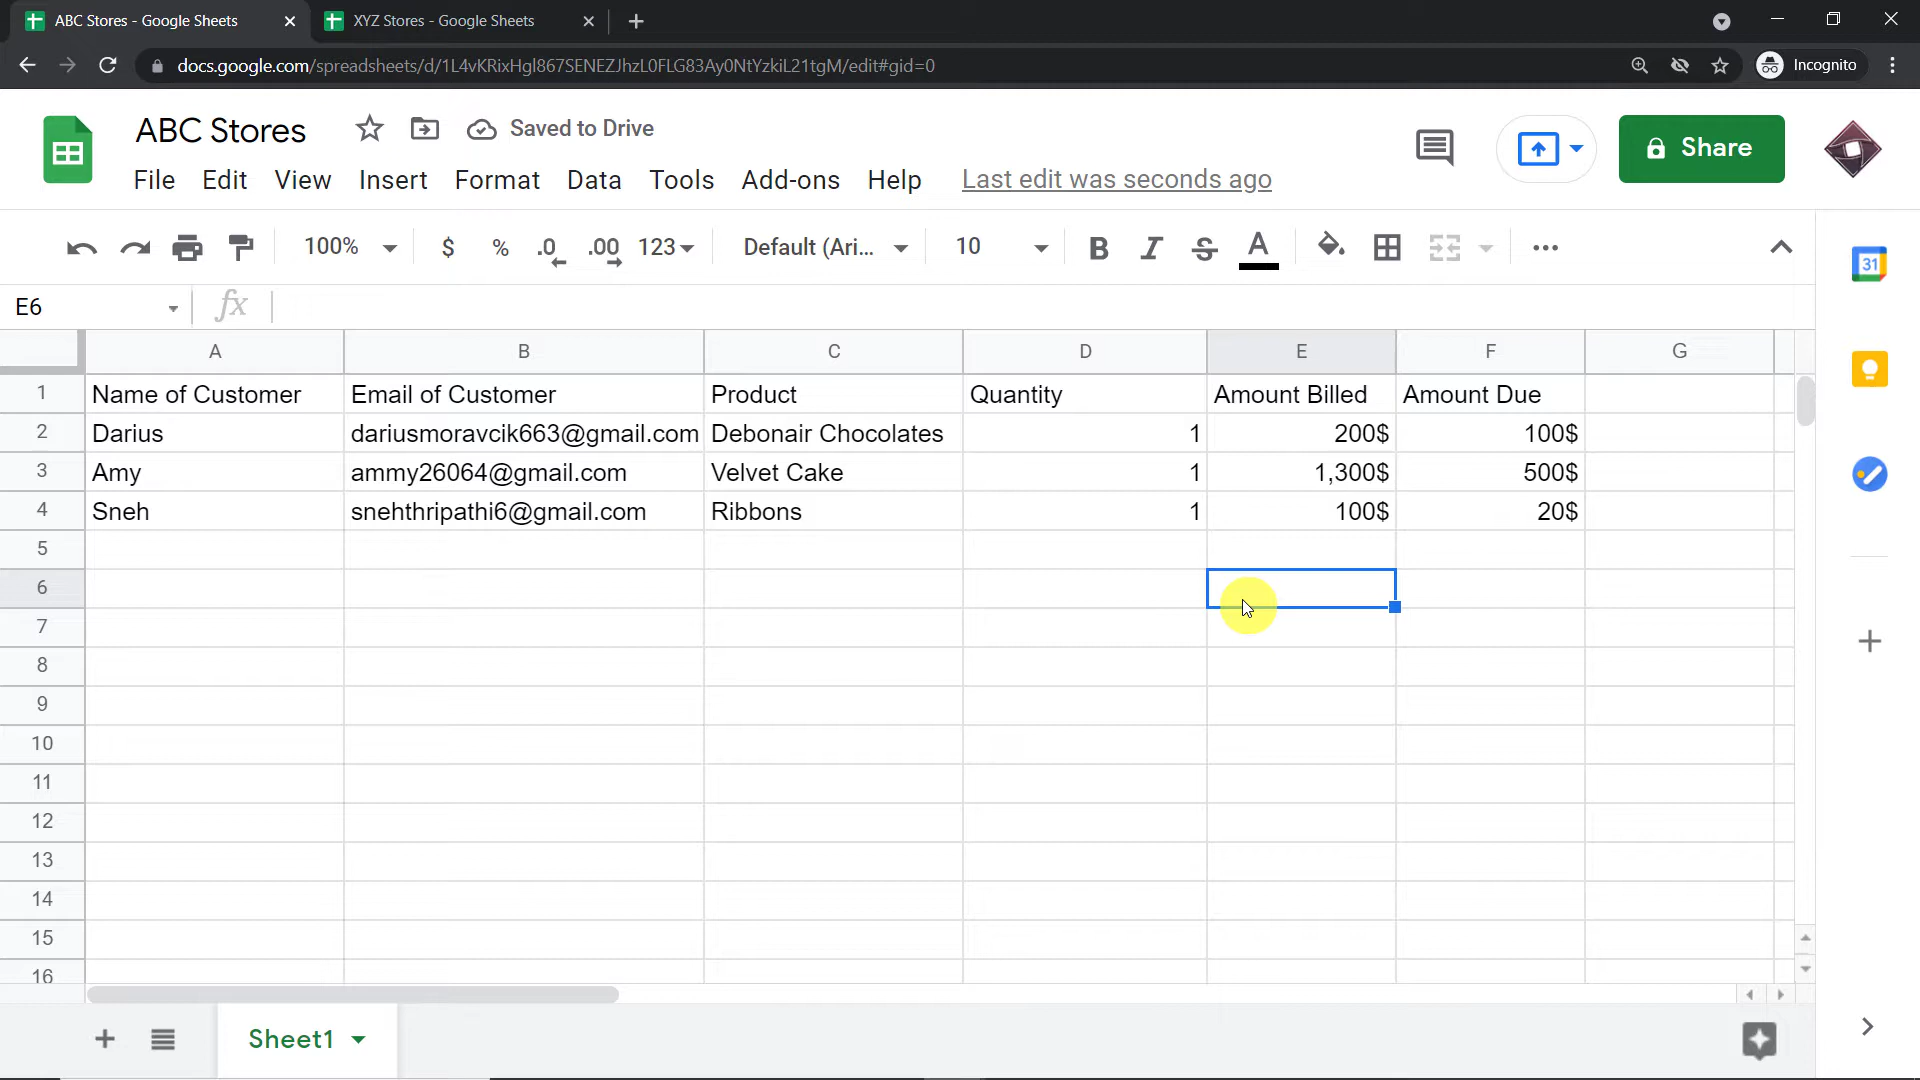 ABC Stores - Google Sheets
XYZ Stores - Google Sheets
docs.google.com/spreadsheets/d/1L4vKRixHgl867SENEZJhzL0FLG83Ay0NtYzkiL21tgM/edit#gid=0
Incognito
ABC Stores
Saved to Drive
Share
File Edit View Insert Format Data Tools Add-ons Help Last edit was seconds ago
100% $ % .0 .00 123 Default (Ari... 10 B I S A
31
E6 fx
A B C D E F G
1 Name of Customer Email of Customer Product Quantity Amount Billed Amount Due
2 Darius dariusmoravcik663@gmail.com Debonair Chocolates 1 200$ 100$
3 Amy ammy26064@gmail.com Velvet Cake 1 1,300$ 500$
4 Sneh snehthripathi6@gmail.com Ribbons 1 100$ 20$
5
6
7
8
9
10
11
12
13
14
15
16
Sheet1